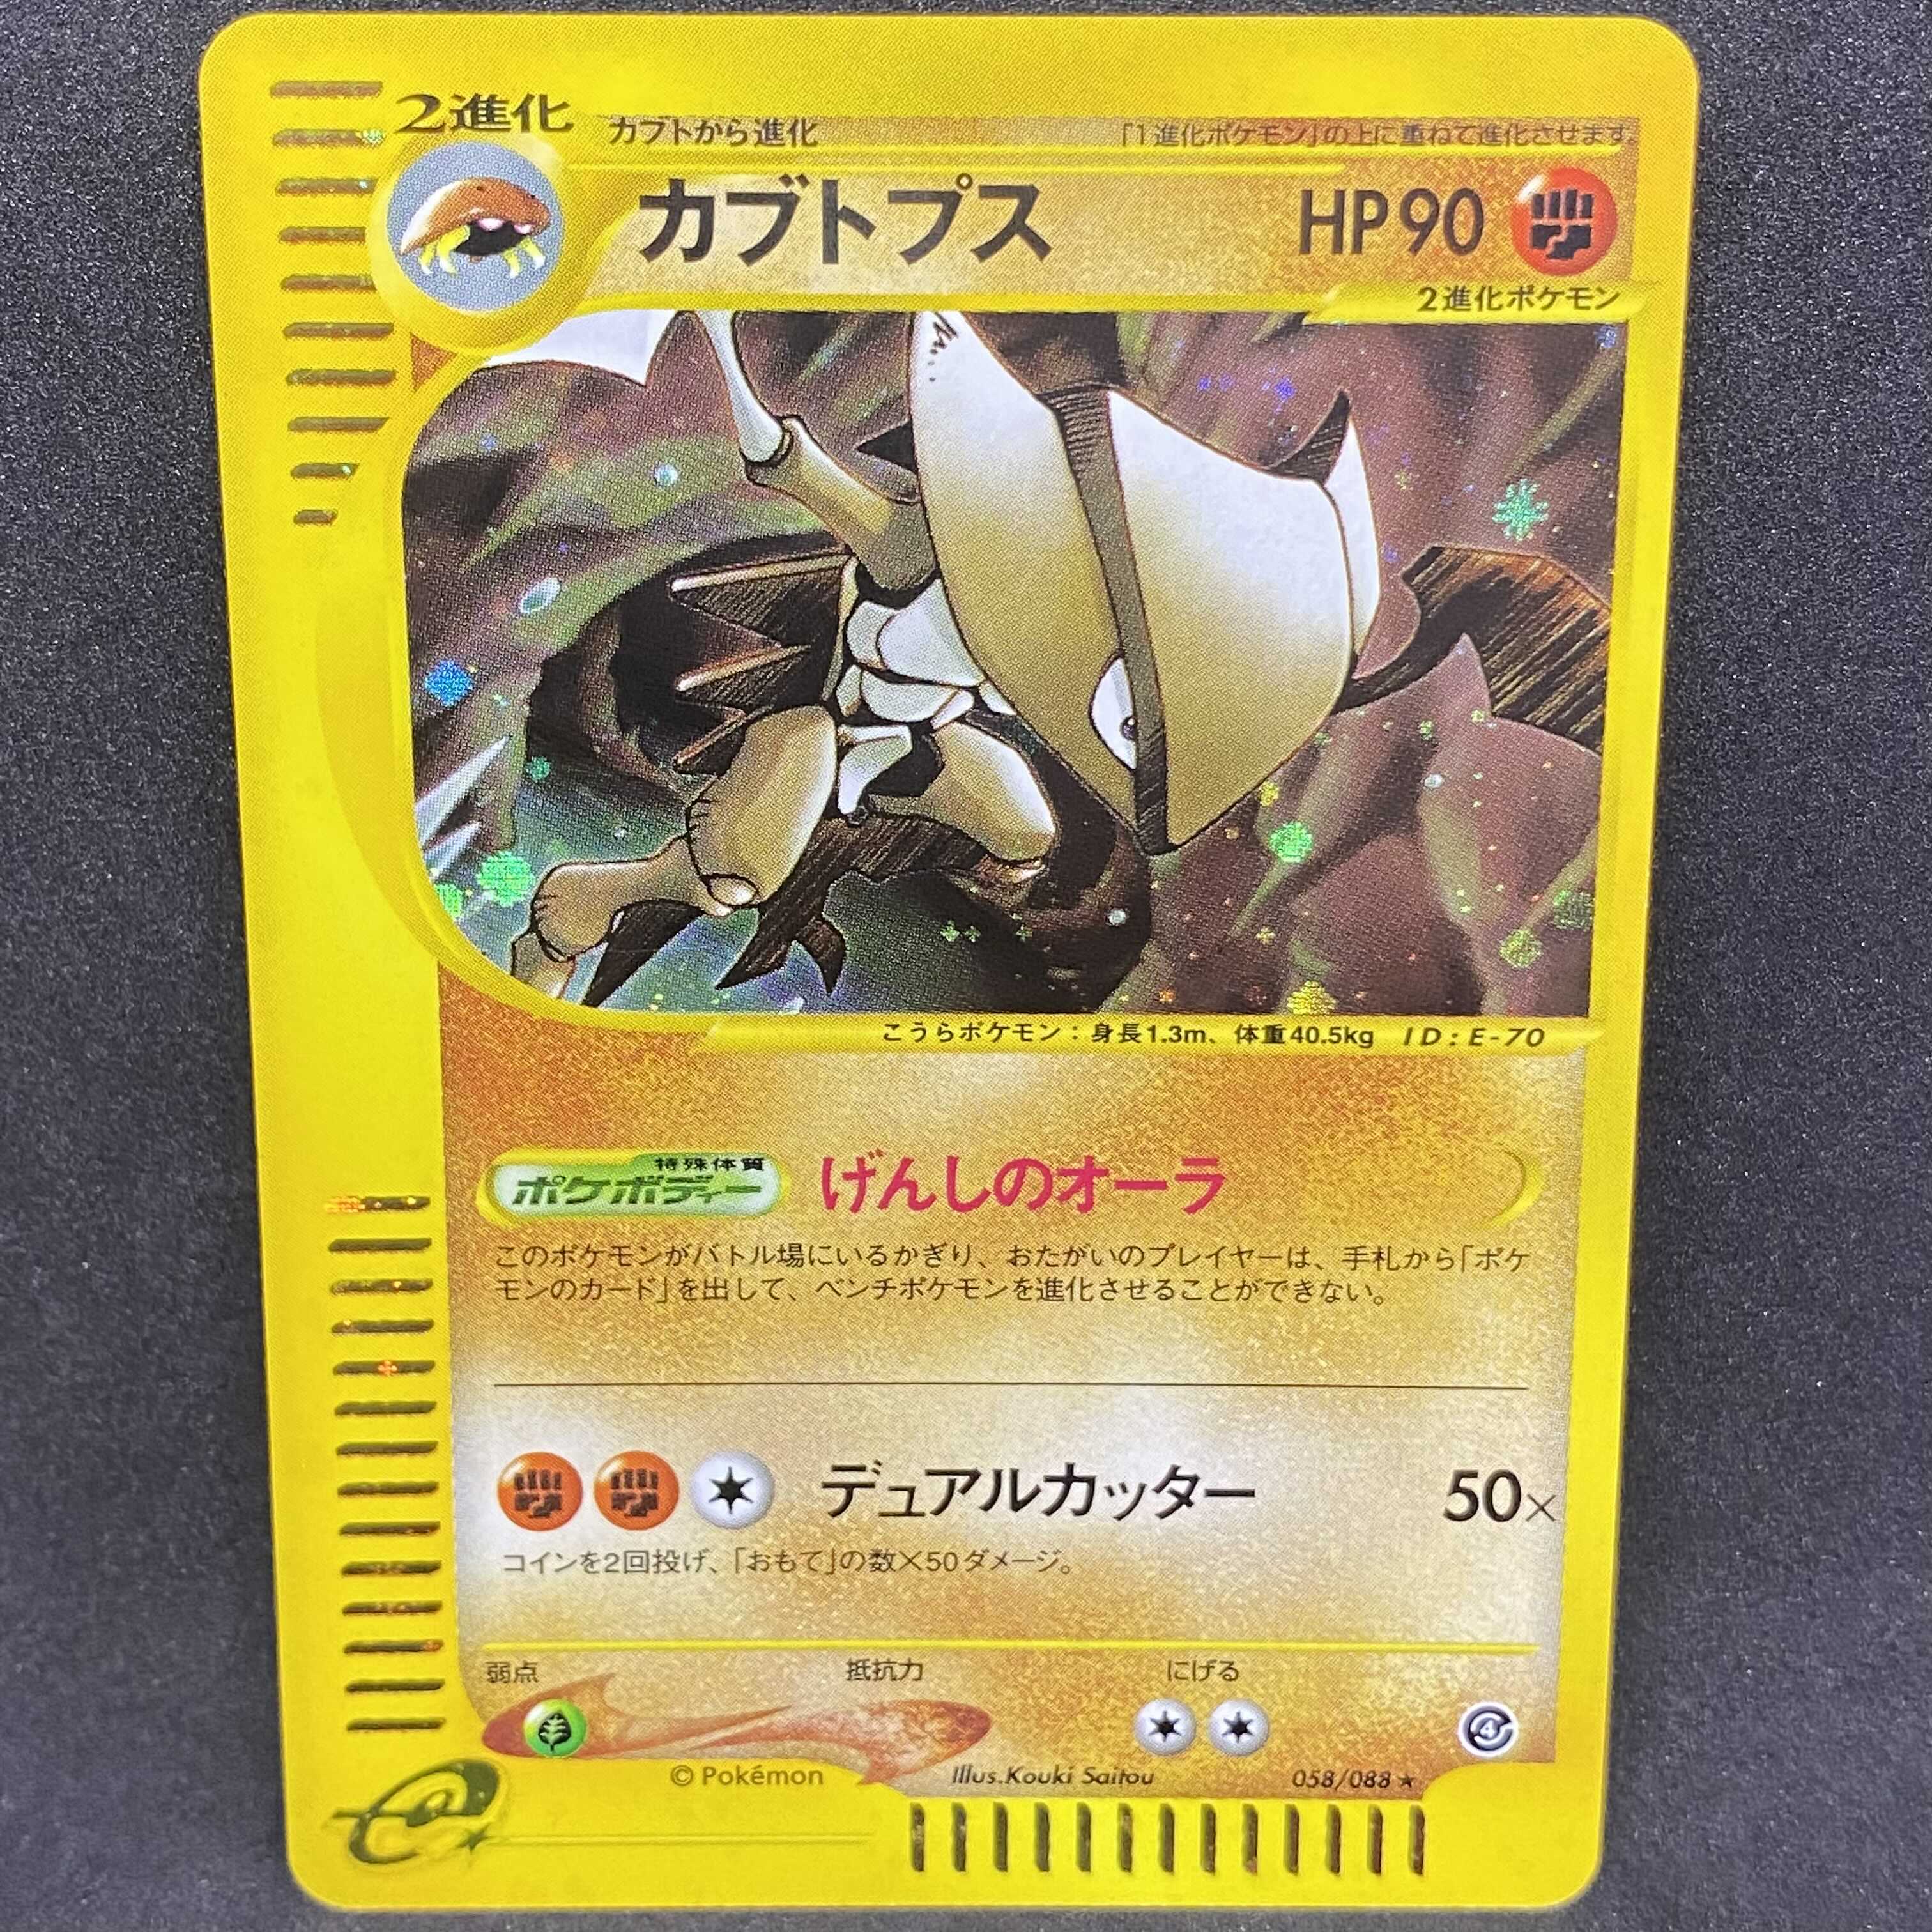 2進化
カブトから進化
「1進化ポケモン」の上に重ねて進化させます
カブトプス
HP90
2進化ポケモン
こうらポケモン：身長1.3m、体重40.5kg ID:E-70
特殊体質
ポケボディー
げんしのオーラ
このポケモンがバトル場にいるかぎり、おたがいのプレイヤーは、手札から「ポケ
モンのカード」を出して、ベンチポケモンを進化させることができない。
デュアルカッター
50×
コインを2回投げ、「おもて」の数×50ダメージ。
弱点
抵抗力
にげる
4
© Pokémon
Illus.Kouki Saitou
058/088★
e